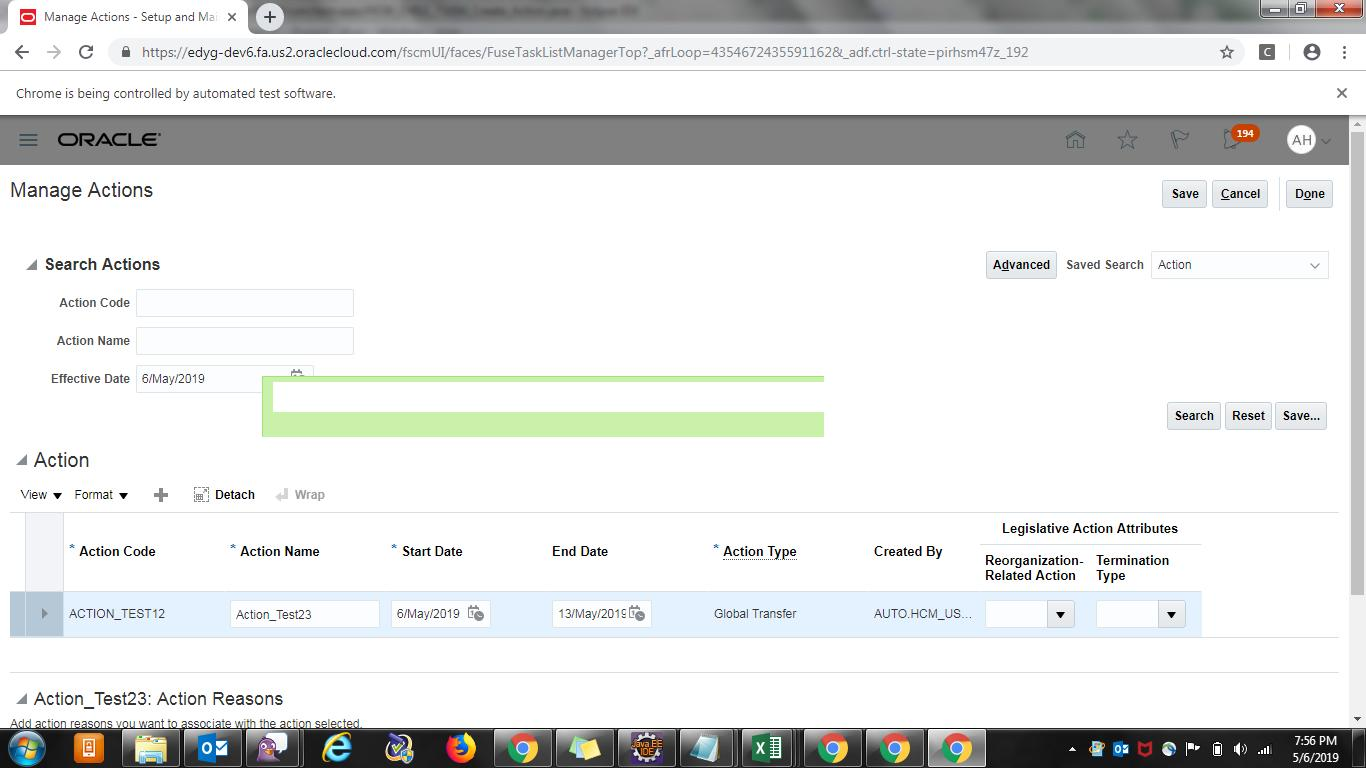 Manage Actions - Setup and Mai
https://edyg-dev6.fa.us2.oraclecloud.com/fscmUI/faces/FuseTaskListManagerTop?_afrLoop=43546724355911628&_adf.ctrl-state=pirhsm47z_192
C
Chrome is being controlled by automated test software.
ORACLE
194
AH
Manage Actions
Save
Cancel
Done
Search Actions
Advanced
Saved Search
Action
Action Code
Action Name
Effective Date
6/May/2019
Search
Reset
Save...
Action
View
Format
Detach
Wrap
Legislative Action Attributes
* Action Code
* Action Name
* Start Date
End Date
* Action Type
Created By
Reorganization-
Related Action
Termination
Type
ACTION_TEST12
Action_Test23
6/May/2019
13/May/2019
Global Transfer
AUTO.HCM_US...
Action_Test23: Action Reasons
Add action reasons you want to associate with the action selected.
Java EE
IDE
7:56 PM
5/6/2019